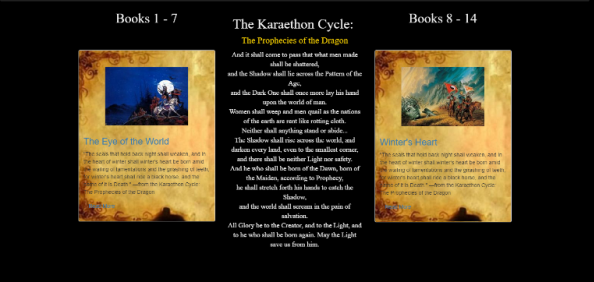 Books 1 - 7
The Eye of the World
"The seals that hold back night shall weaken, and in
the heart of winter shall winter's heart be born amid
the wailing of lamentations and the gnashing of teeth,
for winter's heart shall ride a black horse, and the
name of it is Death." —from the Karaethon Cycle:
The Prophecies of the Dragon
The Karaethon Cycle:
The Prophecies of the Dragon
And it shall come to pass that what men made
shall be shattered,
and the Shadow shall lie across the Pattern of the
Age,
and the Dark One shall once more lay his hand
upon the world of man.
Women shall weep and men quail as the nations
of the earth are rent like rotting cloth.
Neither shall anything stand or abide...
The Shadow shall rise across the world, and
darken every land, even to the smallest corner,
and there shall be neither Light nor safety.
And he who shall be born of the Dawn, born of
the Maiden, according to Prophecy,
he shall stretch forth his hands to catch the
Shadow,
and the world shall scream in the pain of
salvation.
All Glory be to the Creator, and to the Light, and
to he who shall be born again. May the Light
save us from him.
Books 8 - 14
Winter's Heart
"The seals that hold back night shall weaken, and in
the heart of winter shall winter's heart be born amid
the wailing of lamentations and the gnashing of teeth,
for winter's heart shall ride a black horse, and the
name of it is Death." —from the Karaethon Cycle:
The Prophecies of the Dragon